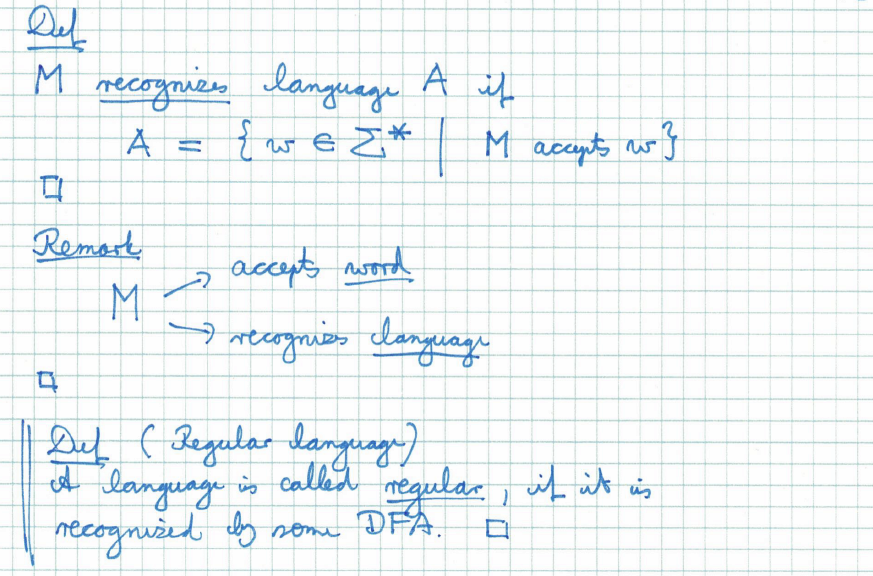 Def
M recognizes language A if
A = { w ∈ Σ* | M accepts w }
□
Remark
accepts word
M
recognizes language
□
Def (Regular language)
A language is called regular, if it is
recognized by some DFA. □